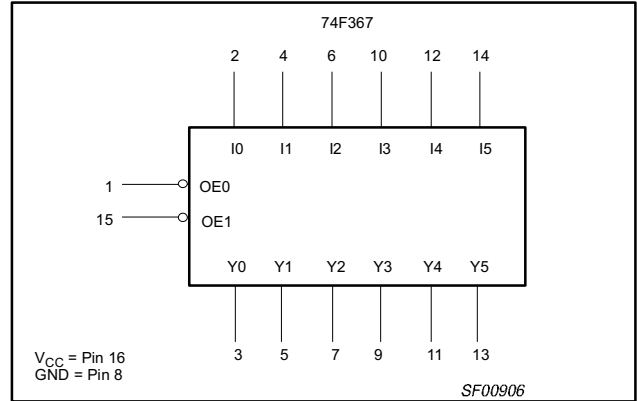 74F367
2 4 6 10 12 14
I0 I1 I2 I3 I4 I5
1 OE0
15 OE1
Y0 Y1 Y2 Y3 Y4 Y5
3 5 7 9 11 13
VCC = Pin 16
GND = Pin 8
SF00906